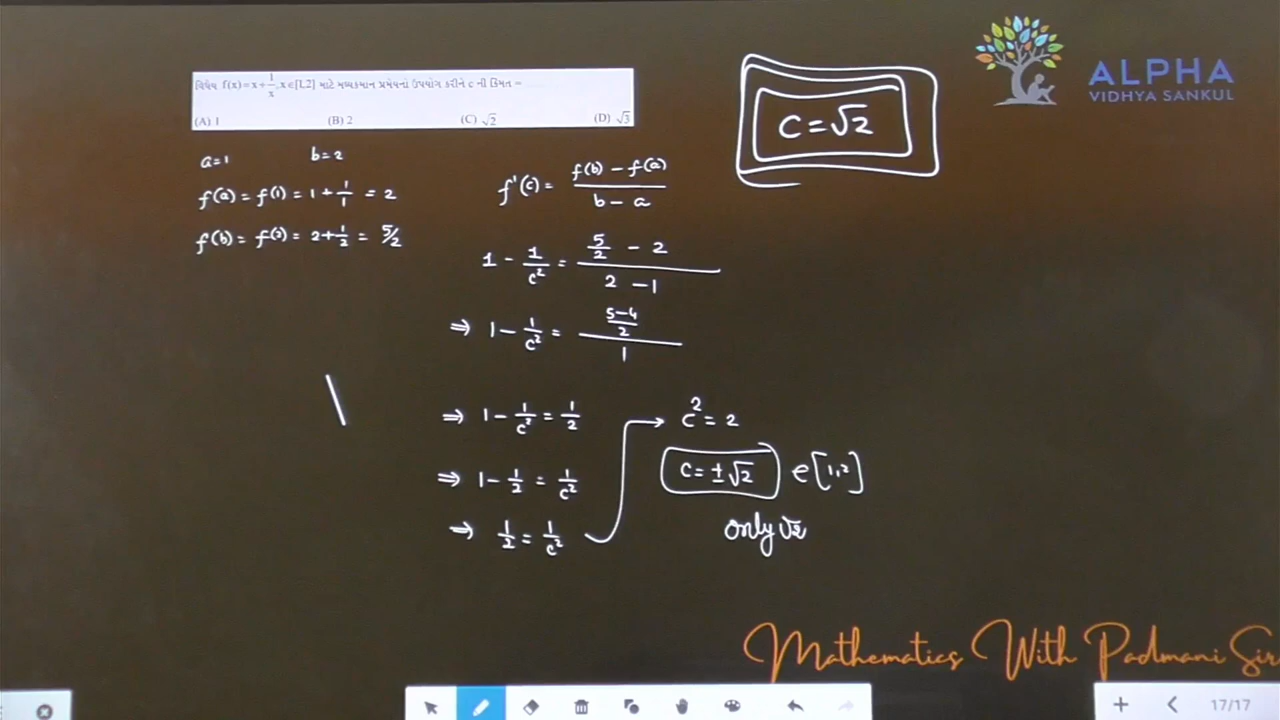 ALPHA
VIDHYA SANKUL
વિધેય f(x)=x+1/x, x∈[1,2] માટે મધ્યકમાન પ્રમેયનો ઉપયોગ કરીને c ની કિંમત =
(A) 1 (B) 2 (C) √2 (D) √3
C = √2
a=1 b=2
f(a) = f(1) = 1 + 1/1 = 2
f(b) = f(2) = 2 + 1/2 = 5/2
f'(c) = f(b) - f(a) / b - a
1 - 1/c² = 5/2 - 2 / 2 - 1
⇒ 1 - 1/c² = 5-4/2 / 1
⇒ 1 - 1/c² = 1/2
⇒ 1 - 1/2 = 1/c²
⇒ 1/2 = 1/c²
c² = 2
c = ±√2 ∈ [1,2]
only √2
Mathematics With Padmani Sir
17/17